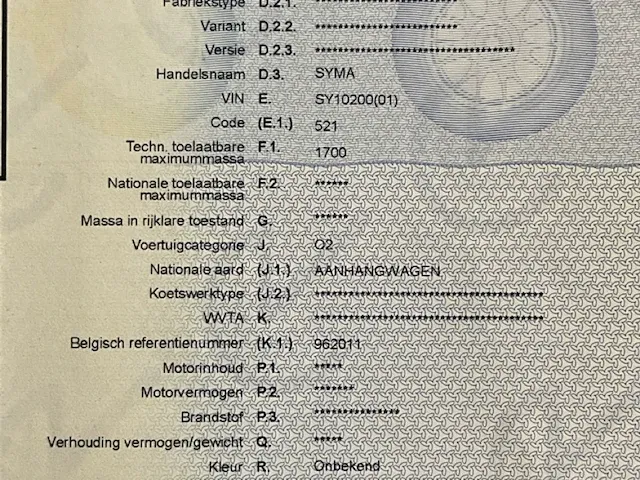 Fabriekstype D.2.1. *************************
Variant D.2.2. *************************
Versie D.2.3. ***********************************
Handelsnaam D.3. SYMA
VIN E. SY10200(01)
Code (E.1.) 521
Techn. toelaatbare maximummassa F.1. 1700
Nationale toelaatbare maximummassa F.2. ******
Massa in rijklare toestand G. ******
Voertuigcategorie J. O2
Nationale aard (J.1.) AANHANGWAGEN
Koetswerktype (J.2.) ****************************************
WVTA K. ****************************************
Belgisch referentienummer (K.1.) 962011
Motorinhoud P.1. *****
Motorvermogen P.2. *******
Brandstof P.3. ***************
Verhouding vermogen/gewicht Q. *****
Kleur R. Onbekend